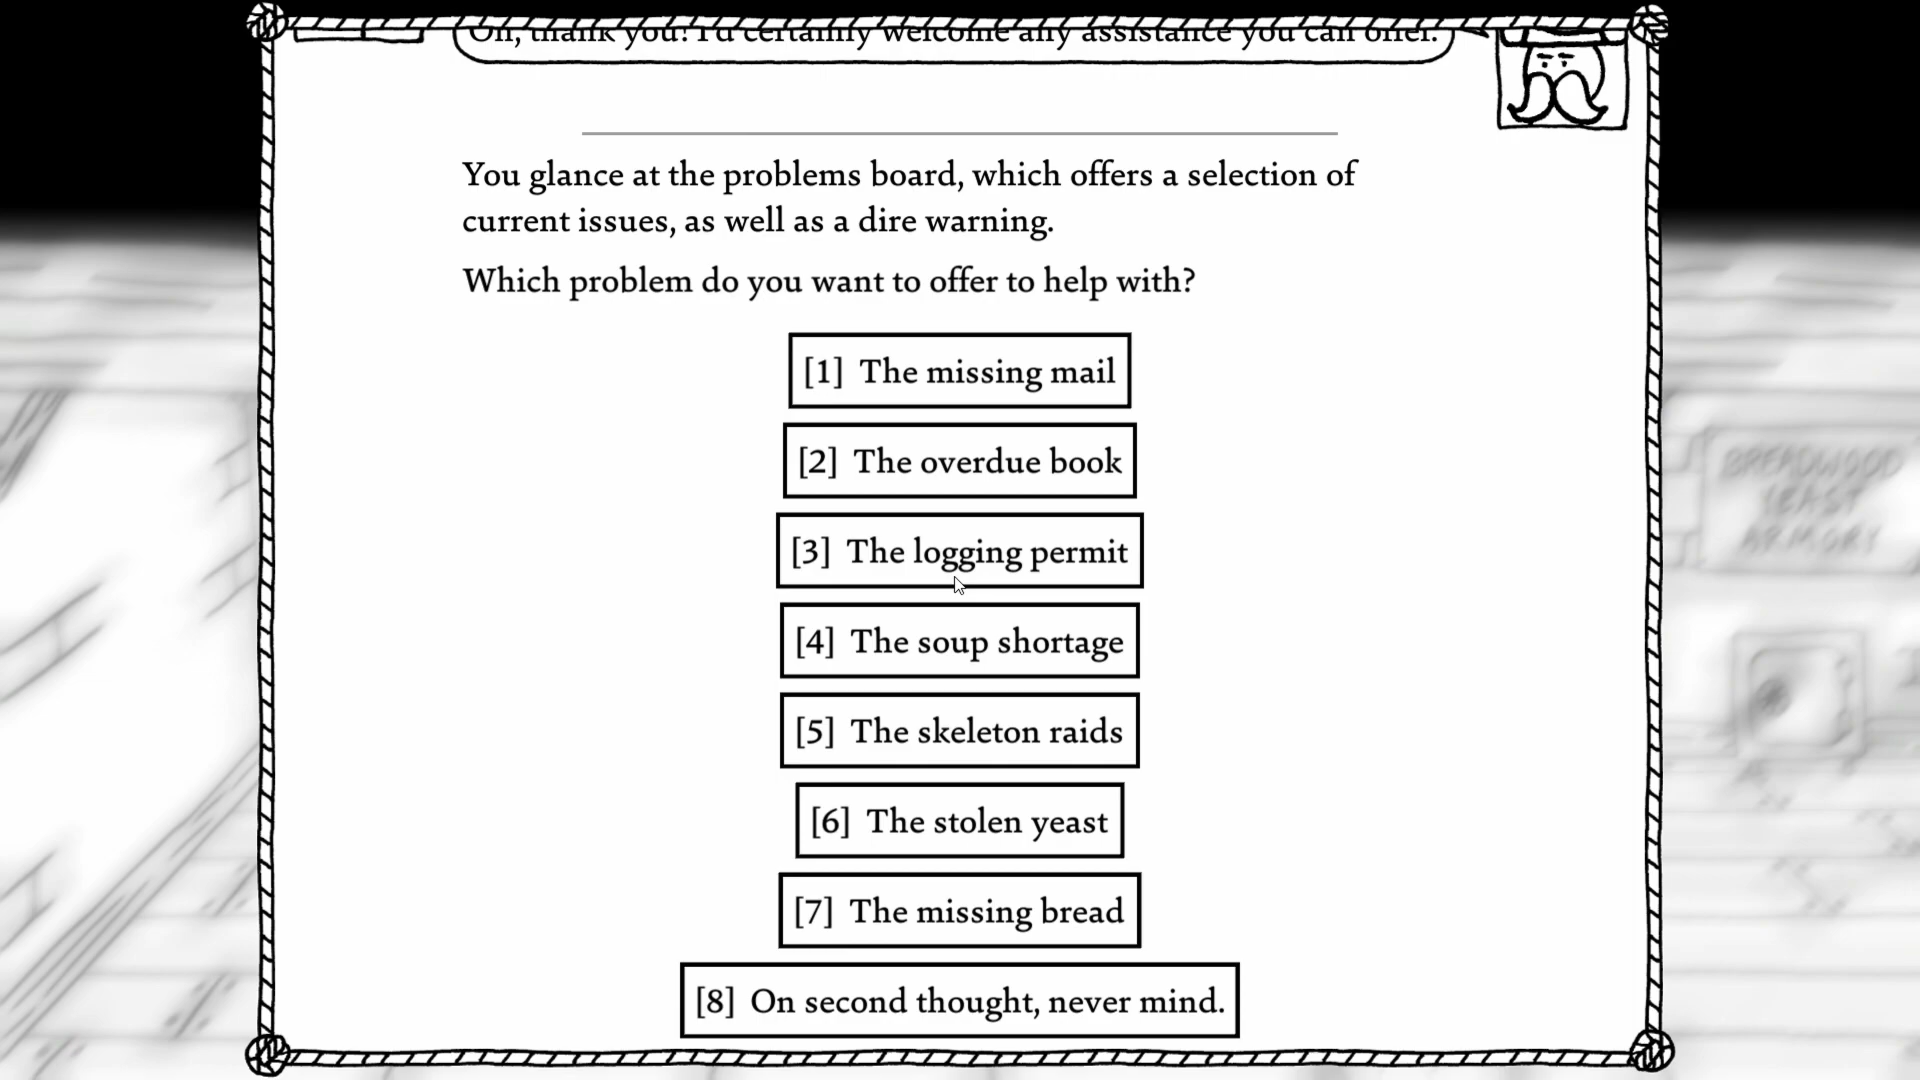 Oh, thank you! I'd certainly welcome any assistance you can offer.
You glance at the problems board, which offers a selection of
current issues, as well as a dire warning.
Which problem do you want to offer to help with?
[1] The missing mail
[2] The overdue book
[3] The logging permit
[4] The soup shortage
[5] The skeleton raids
[6] The stolen yeast
[7] The missing bread
[8] On second thought, never mind.
BREADWOOD
YEAST
ARMORY